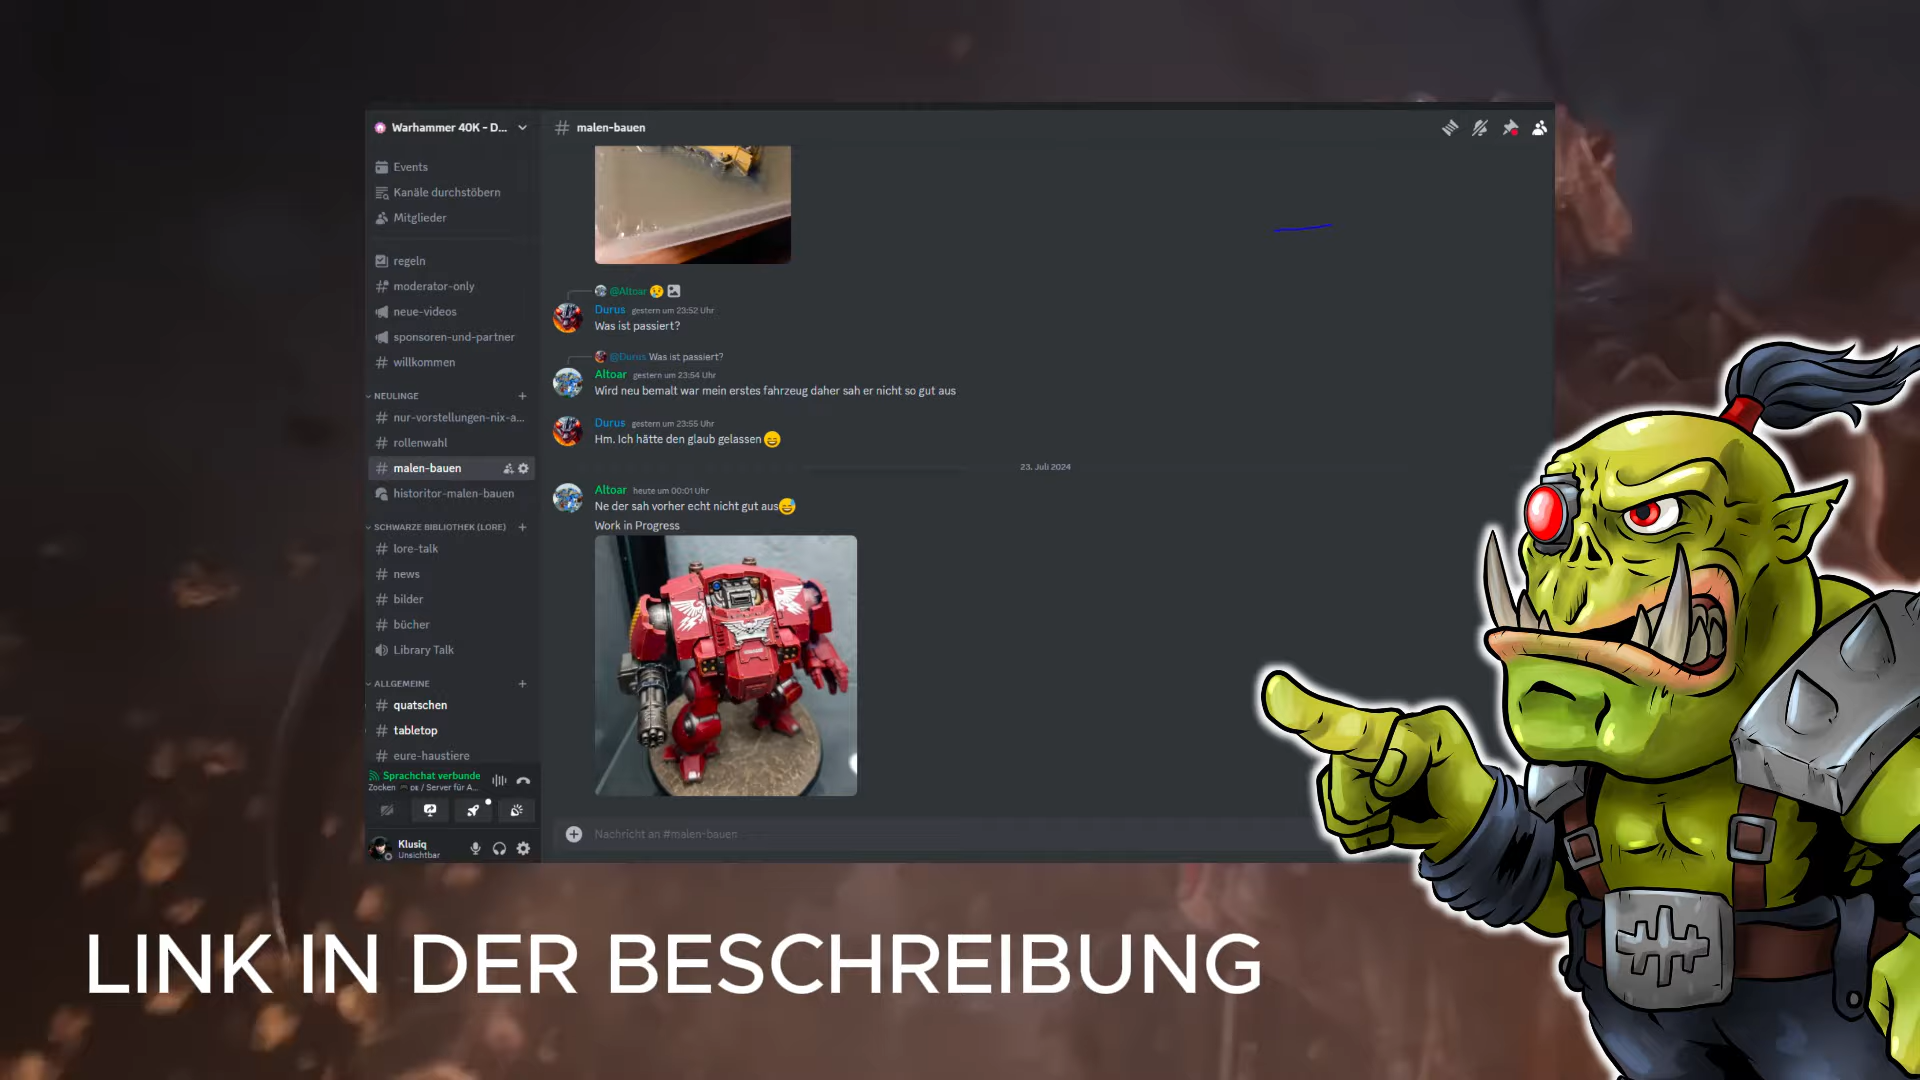 Warhammer 40K - D...
Events
Kanäle durchstöbern
Mitglieder
regeln
moderator-only
neue-videos
sponsoren-und-partner
willkommen
NEULINGE
nur-vorstellungen-nix-a...
rollenwahl
malen-bauen
historitor-malen-bauen
SCHWARZE BIBLIOTHEK (LORE)
lore-talk
news
bilder
bücher
Library Talk
ALLGEMEINE
quatschen
tabletop
eure-haustiere
Sprachchat verbunde
Zocken / Server für A...
Klusiq
Unsichtbar
malen-bauen
@Altoar
Durus gestern um 23:52 Uhr
Was ist passiert?
@Durus Was ist passiert?
Altoar gestern um 23:54 Uhr
Wird neu bemalt war mein erstes fahrzeug daher sah er nicht so gut aus
Durus gestern um 23:55 Uhr
Hm. Ich hätte den glaub gelassen
23. Juli 2024
Altoar heute um 00:01 Uhr
Ne der sah vorher echt nicht gut aus
Work in Progress
Nachricht an #malen-bauen
LINK IN DER BESCHREIBUNG